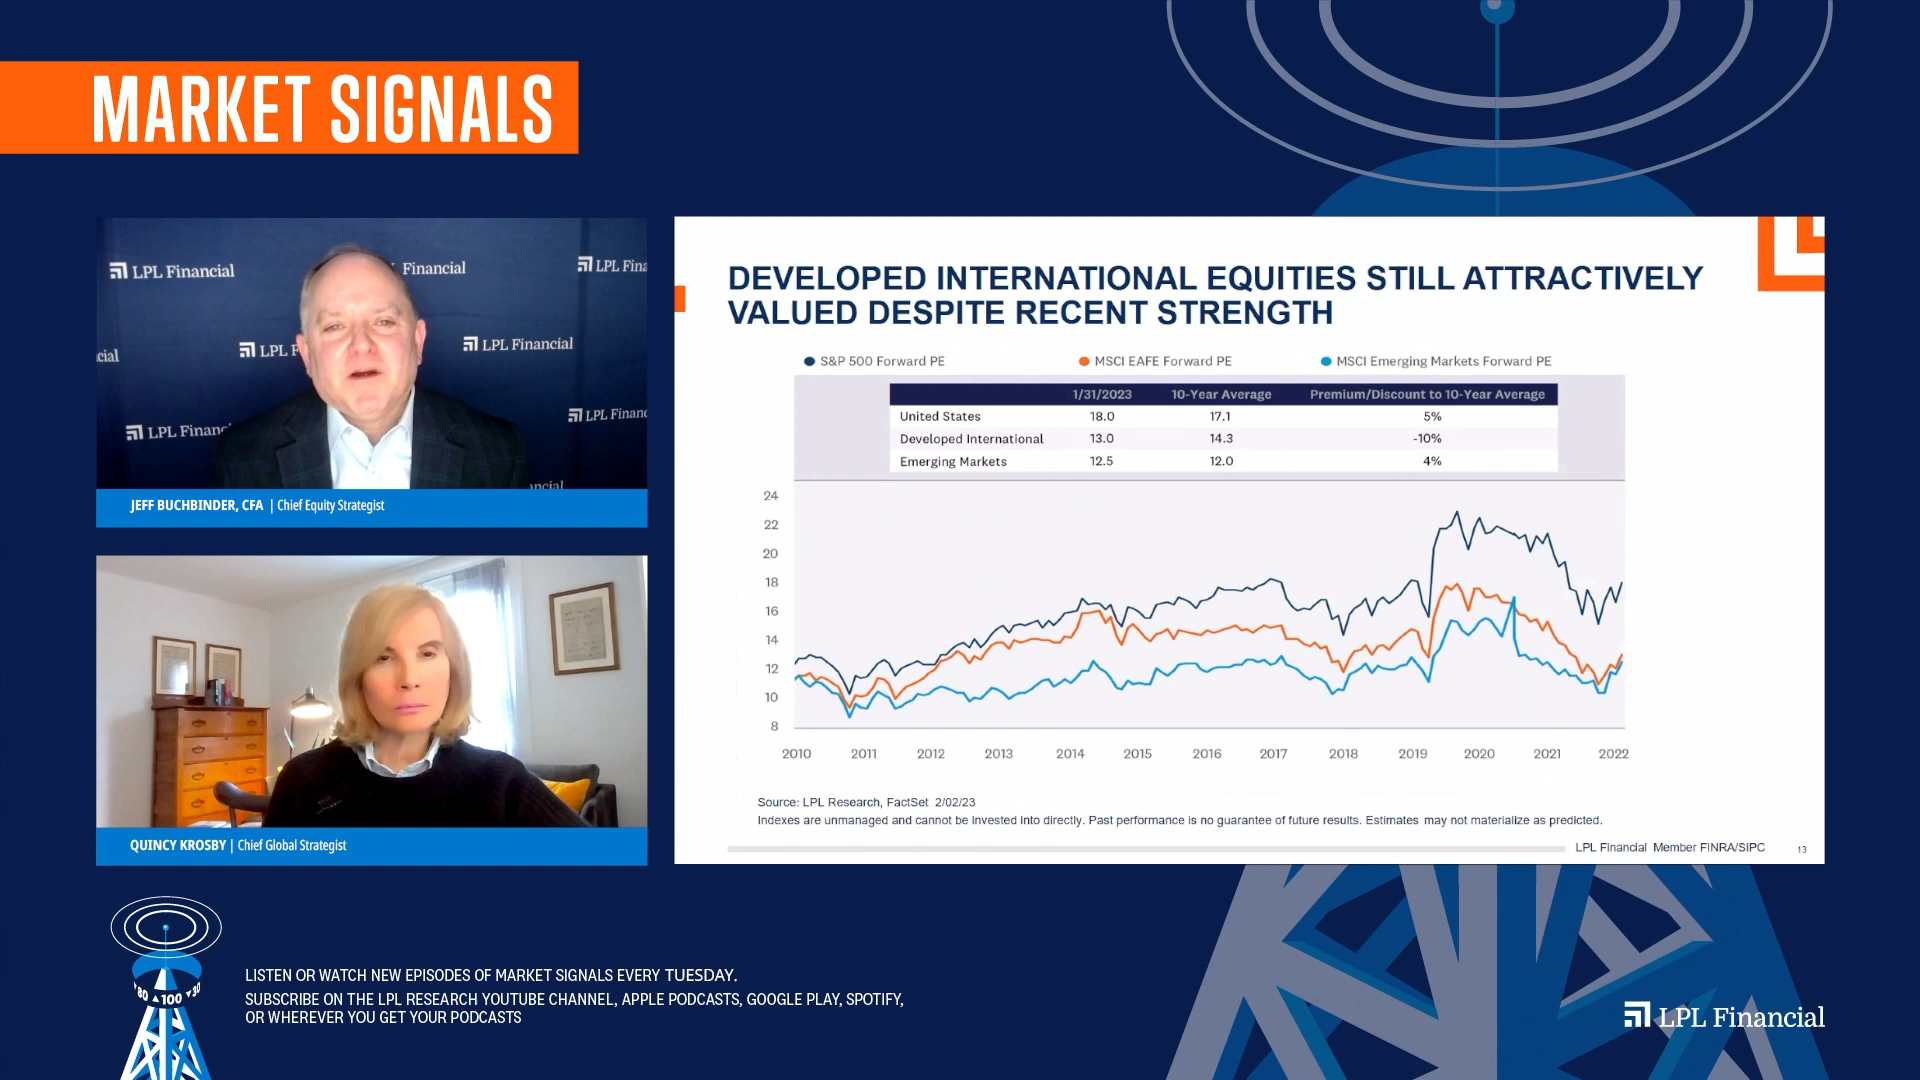 MARKET SIGNALS
LPL Financial
Financial
LPL Fina
cial
LPL F
LPL Financial
LPL Financ
LPL Financ
ancial
JEFF BUCHBINDER, CFA | Chief Equity Strategist
QUINCY KROSBY | Chief Global Strategist
DEVELOPED INTERNATIONAL EQUITIES STILL ATTRACTIVELY
VALUED DESPITE RECENT STRENGTH
S&P 500 Forward PE MSCI EAFE Forward PE MSCI Emerging Markets Forward PE
1/31/2023 10-Year Average Premium/Discount to 10-Year Average
United States 18.0 17.1 5%
Developed International 13.0 14.3 -10%
Emerging Markets 12.5 12.0 4%
24
22
20
18
16
14
12
10
8
2010 2011 2012 2013 2014 2015 2016 2017 2018 2019 2020 2021 2022
Source: LPL Research, FactSet 2/02/23
Indexes are unmanaged and cannot be invested into directly. Past performance is no guarantee of future results. Estimates may not materialize as predicted.
LPL Financial Member FINRA/SIPC 13
80 ▲ 100 ▼ 30
LISTEN OR WATCH NEW EPISODES OF MARKET SIGNALS EVERY TUESDAY.
SUBSCRIBE ON THE LPL RESEARCH YOUTUBE CHANNEL, APPLE PODCASTS, GOOGLE PLAY, SPOTIFY,
OR WHEREVER YOU GET YOUR PODCASTS
LPL Financial